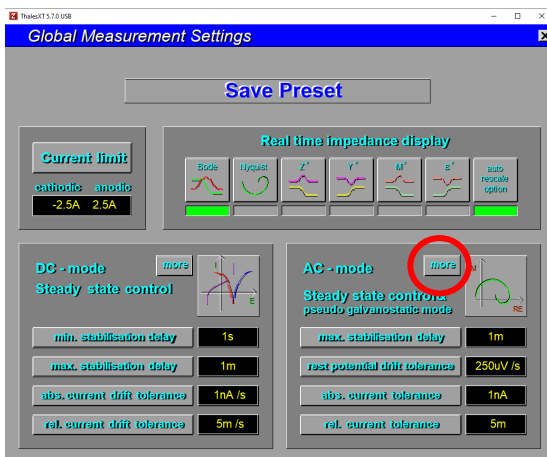 ThalesXT 5.7.0 USB
Global Measurement Settings
Save Preset
Current limit
cathodic anodic
-2.5A 2.5A
Real time impedance display
Bode Nyquist Z* Y* M* ε* auto rescale option
DC - mode more
Steady state control
I
E
min. stabilisation delay 1s
max. stabilisation delay 1m
abs. current drift tolerance 1nA /s
rel. current drift tolerance 5m /s
AC - mode more
Steady state control&
pseudo galvanostatic mode
IM
RE
max. stabilisation delay 1m
rest potential drift tolerance 250uV /s
abs. current tolerance 1nA
rel. current tolerance 5m